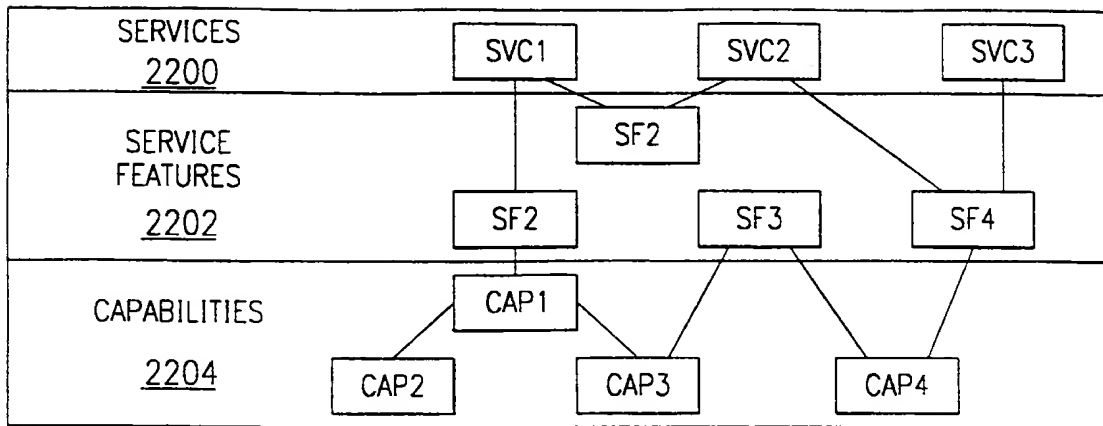 SERVICES
2200
SVC1
SVC2
SVC3
SERVICE
FEATURES
2202
SF2
SF2
SF3
SF4
CAPABILITIES
2204
CAP1
CAP2
CAP3
CAP4